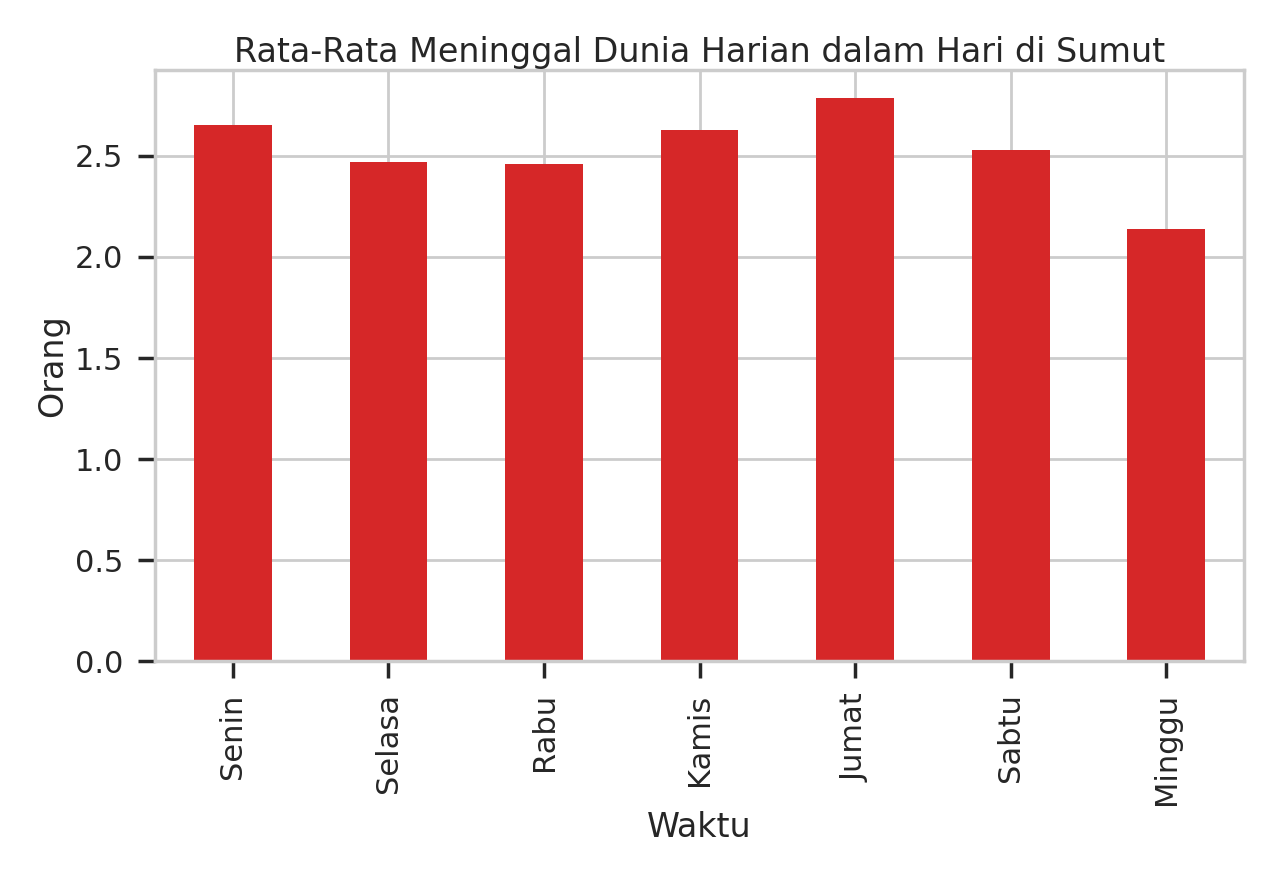 Rata-Rata Meninggal Dunia Harian dalam Hari di Sumut
Orang
2.5
2.0
1.5
1.0
0.5
0.0
Senin
Selasa
Rabu
Kamis
Jumat
Sabtu
Minggu
Waktu